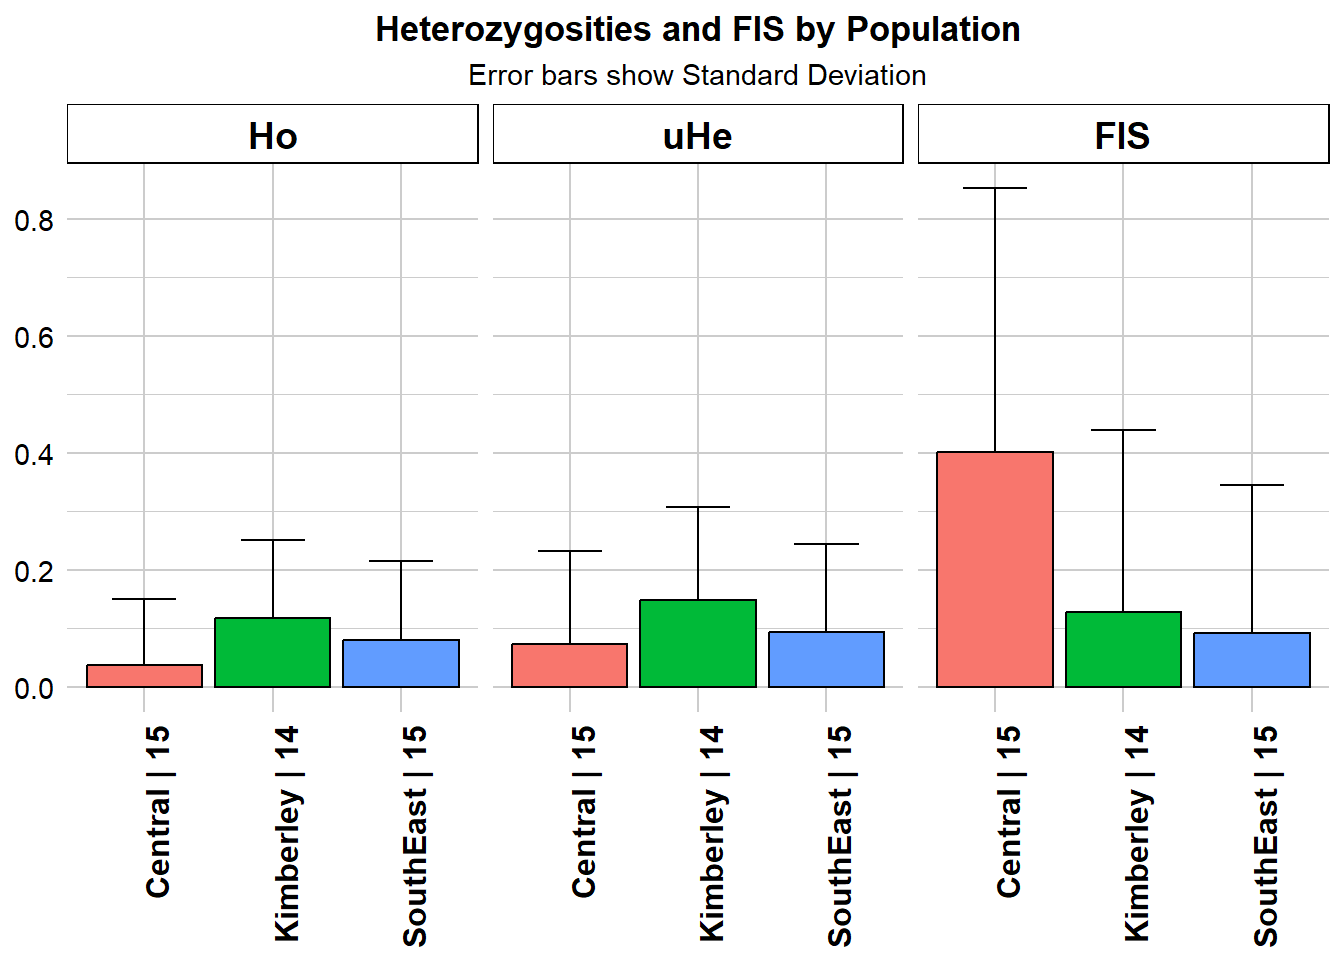 Heterozygosities and FIS by Population
Error bars show Standard Deviation
Ho
uHe
FIS
0.8
0.6
0.4
0.2
0.0
Central | 15
Kimberley | 14
SouthEast | 15
Central | 15
Kimberley | 14
SouthEast | 15
Central | 15
Kimberley | 14
SouthEast | 15